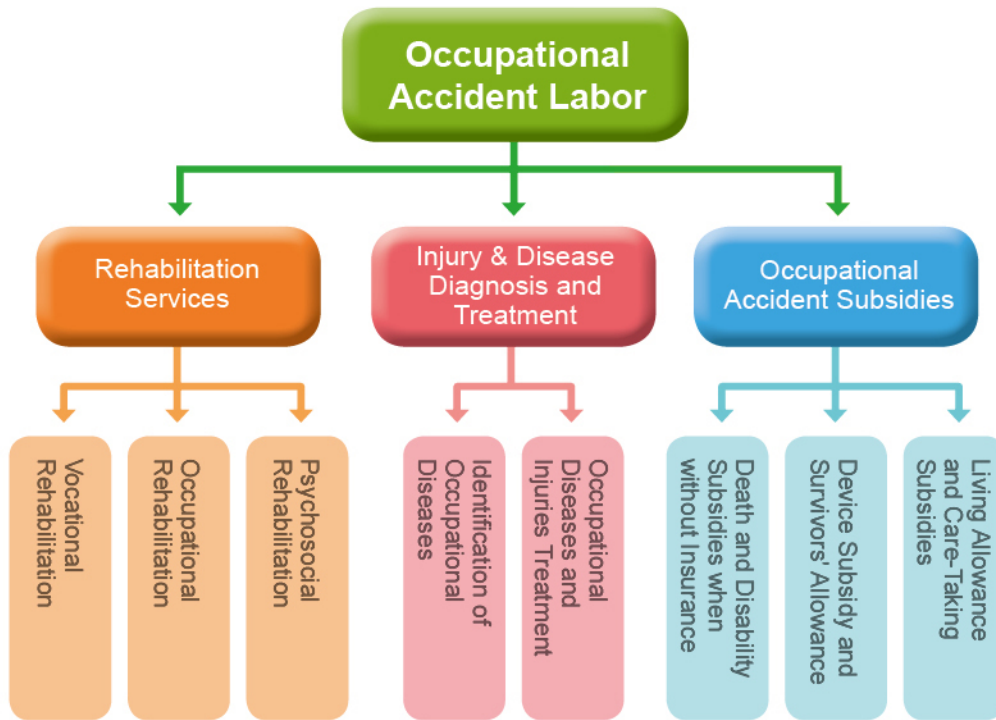 Occupational
Accident Labor
Rehabilitation
Services
Injury & Disease
Diagnosis and
Treatment
Occupational
Accident Subsidies
Vocational
Rehabilitation
Occupational
Rehabilitation
Psychosocial
Rehabilitation
Identification of
Occupational
Diseases
Occupational
Diseases and
Injuries Treatment
Death and Disability
Subsidies when
without Insurance
Device Subsidy and
Survivors' Allowance
Living Allowance
and Care-Taking
Subsidies